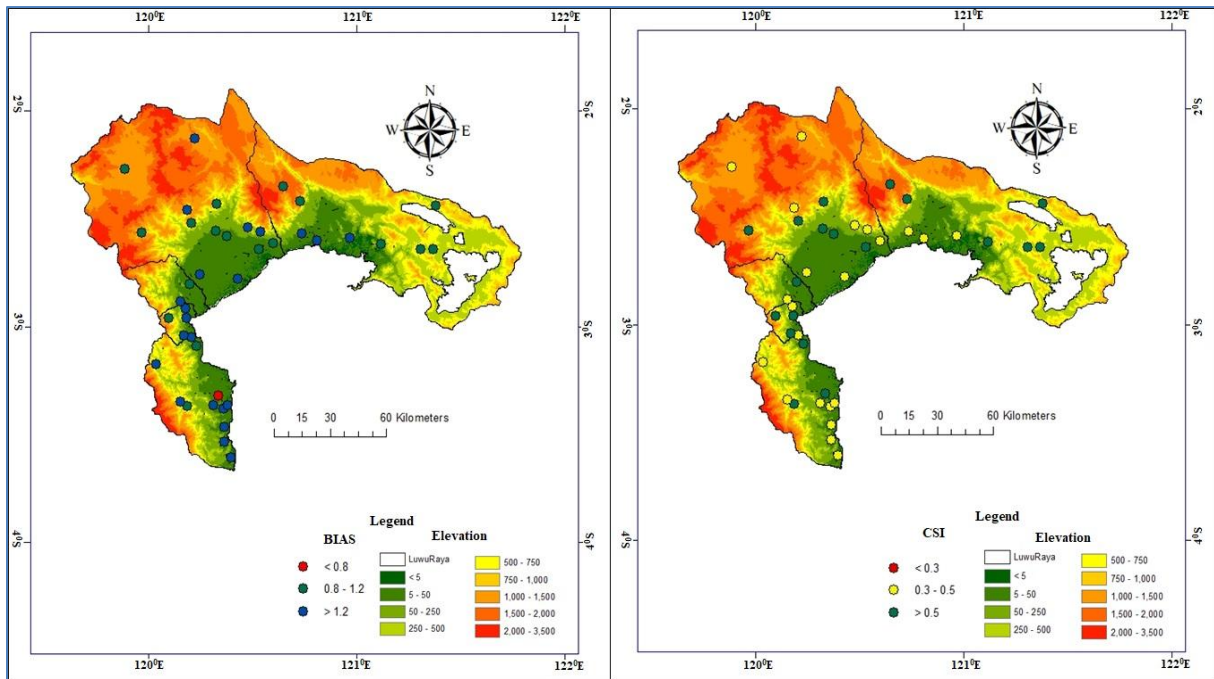 120⁰E 121⁰E 122⁰E
2⁰S 2⁰S
N
W E
S
3⁰S 3⁰S
0 15 30 60 Kilometers
4⁰S 4⁰S
Legend
BIAS Elevation
< 0.8
0.8 - 1.2
> 1.2
LuwuRaya
< 5
5 - 50
50 - 250
250 - 500
500 - 750
750 - 1,000
1,000 - 1,500
1,500 - 2,000
2,000 - 3,500
120⁰E 121⁰E 122⁰E
120⁰E 121⁰E 122⁰E
2⁰S 2⁰S
N
W E
S
3⁰S 3⁰S
0 15 30 60 Kilometers
4⁰S 4⁰S
Legend
CSI Elevation
< 0.3
0.3 - 0.5
> 0.5
LuwuRaya
< 5
5 - 50
50 - 250
250 - 500
500 - 750
750 - 1,000
1,000 - 1,500
1,500 - 2,000
2,000 - 3,500
120⁰E 121⁰E 122⁰E